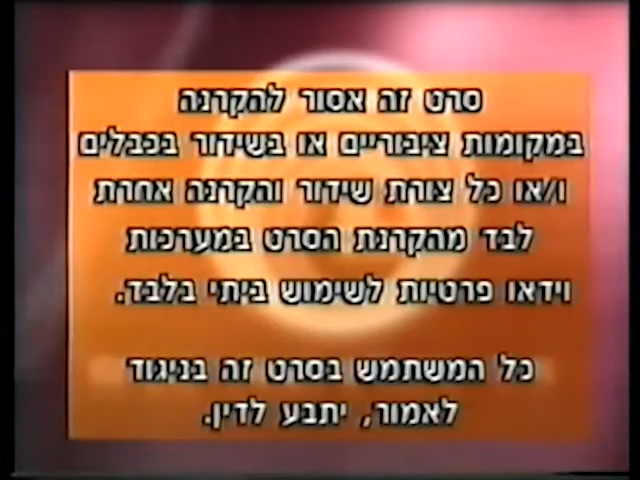 סרט זה אסור להקרנה
במקומות ציבוריים או בשידור בכבלים
ו/או כל צורת שידור והקרנה אחרת
לבד מהקרנת הסרט במערכות
וידאו פרטיות לשימוש ביתי בלבד.
כל המשתמש בסרט זה בניגוד
לאמור, יתבע לדין.